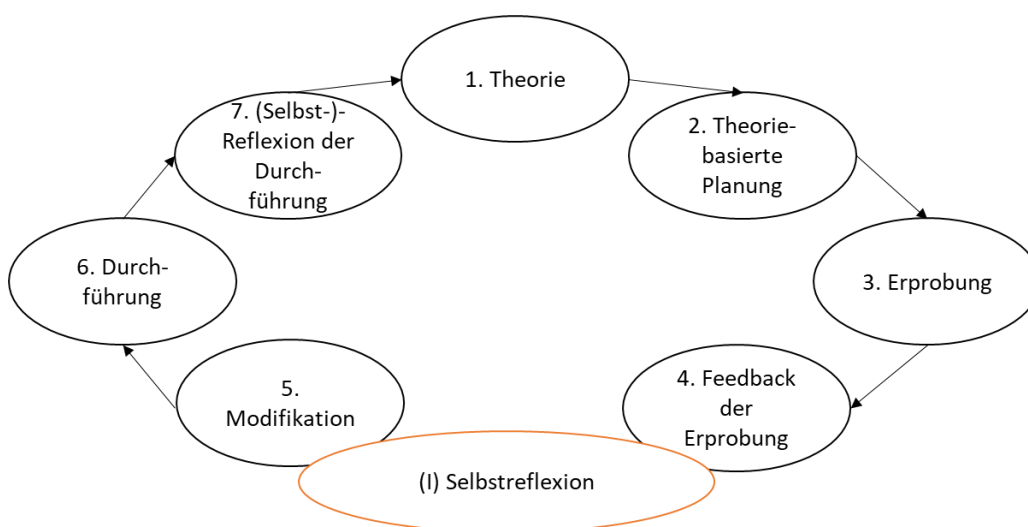 1. Theorie
2. Theorie-
basierte
Planung
3. Erprobung
4. Feedback
der
Erprobung
(I) Selbstreflexion
5.
Modifikation
6. Durch-
führung
7. (Selbst-)-
Reflexion der
Durch-
führung